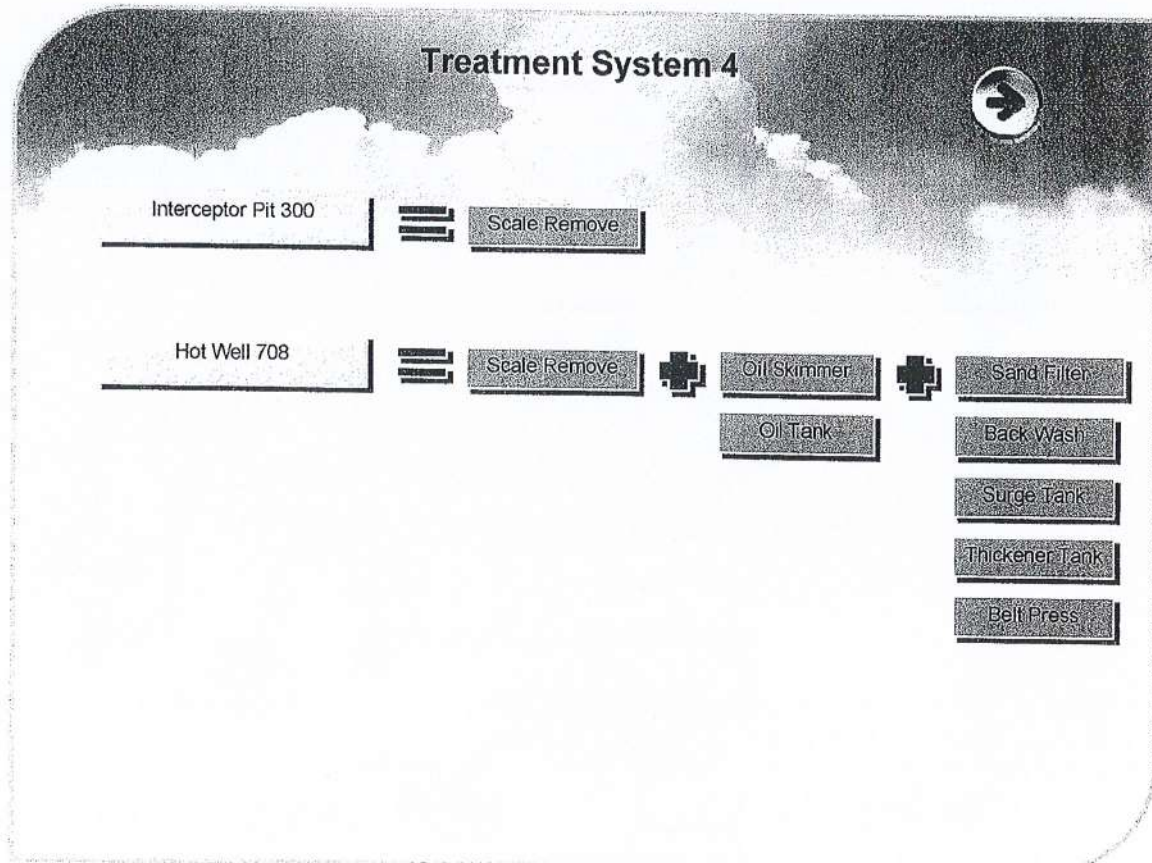 Treatment System 4
Interceptor Pit 300
Scale Remove
Hot Well 708
Scale Remove
Oil Skimmer
Sand Filter
Oil Tank
Back Wash
Surge Tank
Thickener Tank
Belt Press